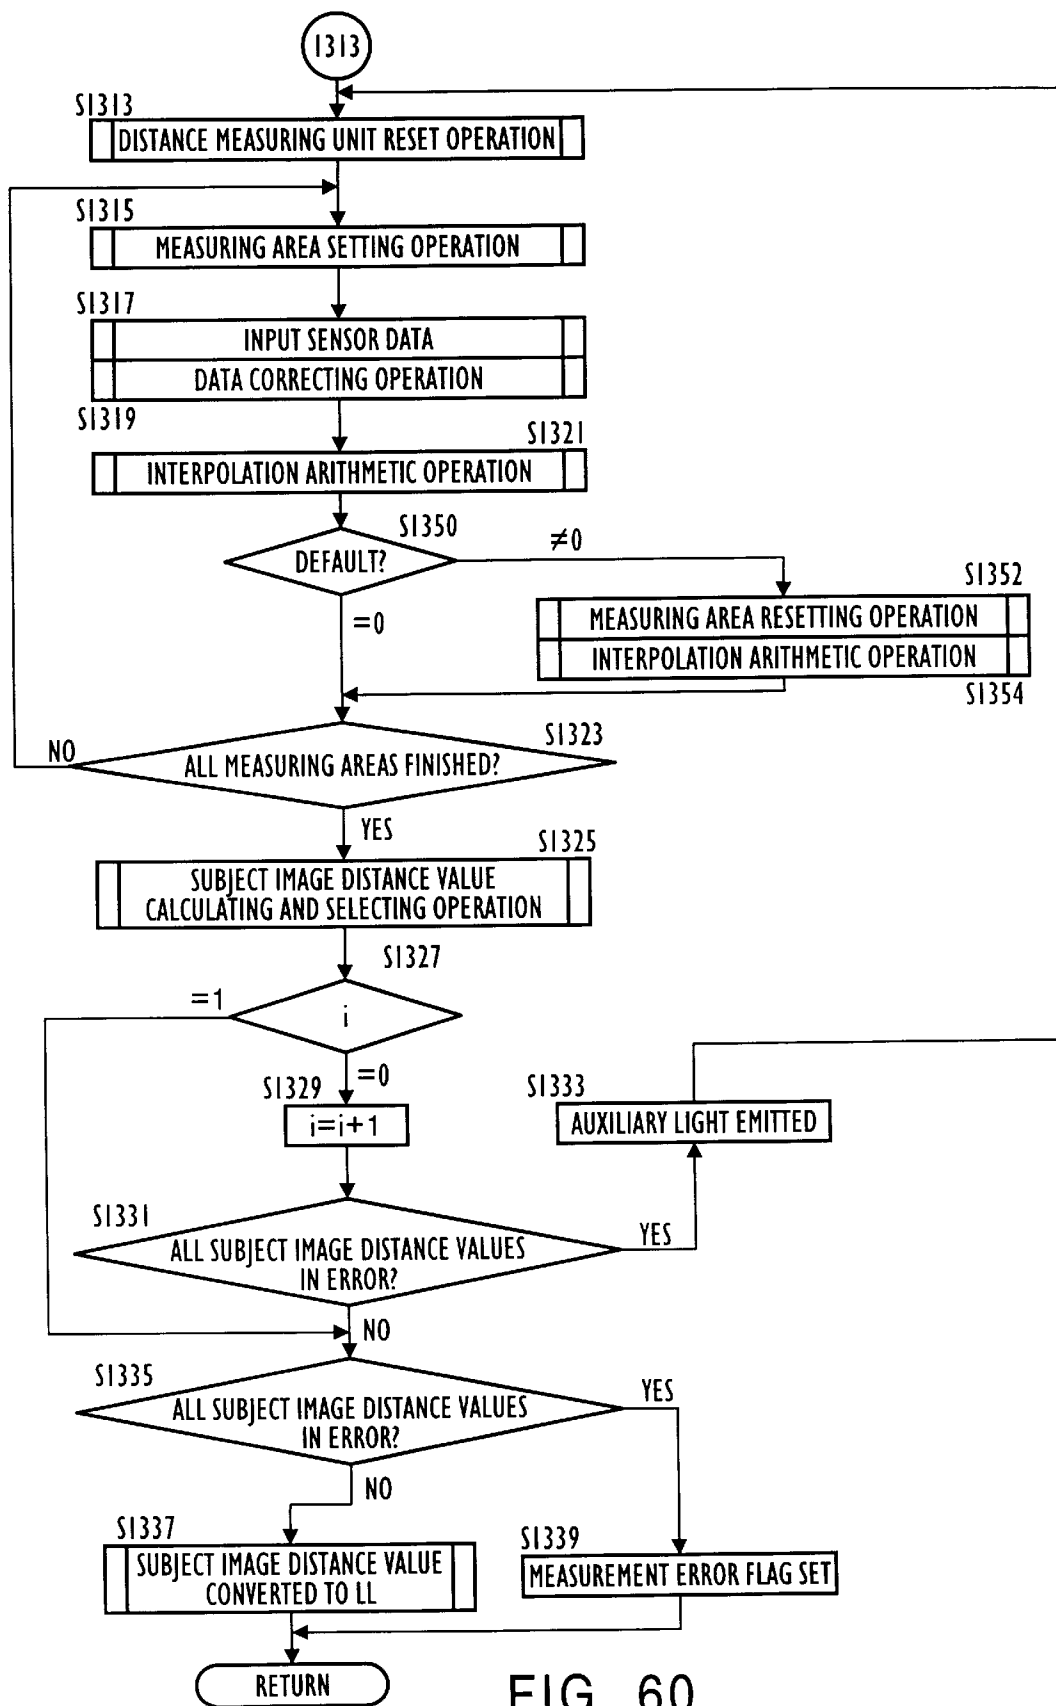 1313
S1313
DISTANCE MEASURING UNIT RESET OPERATION
S1315
MEASURING AREA SETTING OPERATION
S1317
INPUT SENSOR DATA
DATA CORRECTING OPERATION
S1319
S1321
INTERPOLATION ARITHMETIC OPERATION
S1350
DEFAULT?
≠0
=0
S1352
MEASURING AREA RESETTING OPERATION
INTERPOLATION ARITHMETIC OPERATION
S1354
S1323
NO
ALL MEASURING AREAS FINISHED?
YES
S1325
SUBJECT IMAGE DISTANCE VALUE
CALCULATING AND SELECTING OPERATION
S1327
=1
i
=0
S1329
i=i+1
S1333
AUXILIARY LIGHT EMITTED
S1331
ALL SUBJECT IMAGE DISTANCE VALUES
IN ERROR?
YES
NO
S1335
ALL SUBJECT IMAGE DISTANCE VALUES
IN ERROR?
YES
NO
S1337
SUBJECT IMAGE DISTANCE VALUE
CONVERTED TO LL
S1339
MEASUREMENT ERROR FLAG SET
RETURN
FIG. 60